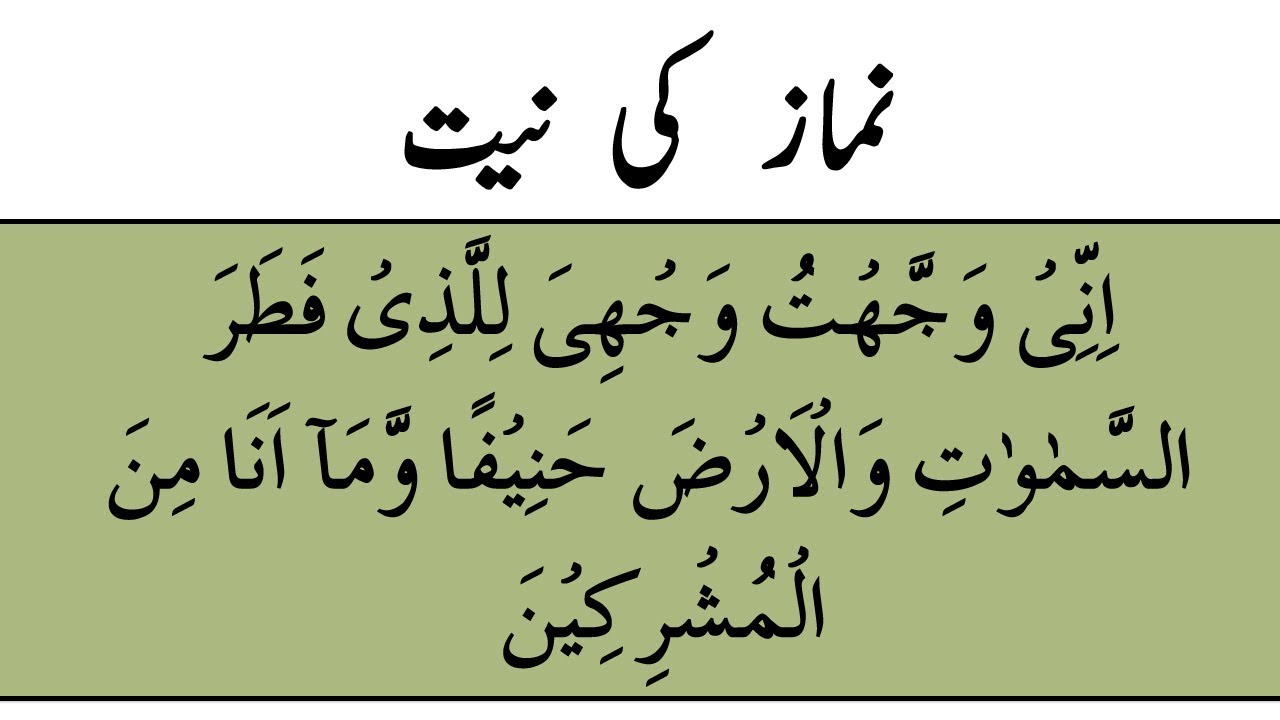 نماز کی نیت
اِنِّیْ وَجَّهْتُ وَجْهِیَ لِلَّذِیْ فَطَرَ
السَّمٰوٰتِ وَالْاَرْضَ حَنِیْفًا وَّمَآ اَنَا مِنَ
الْمُشْرِکِیْنَ